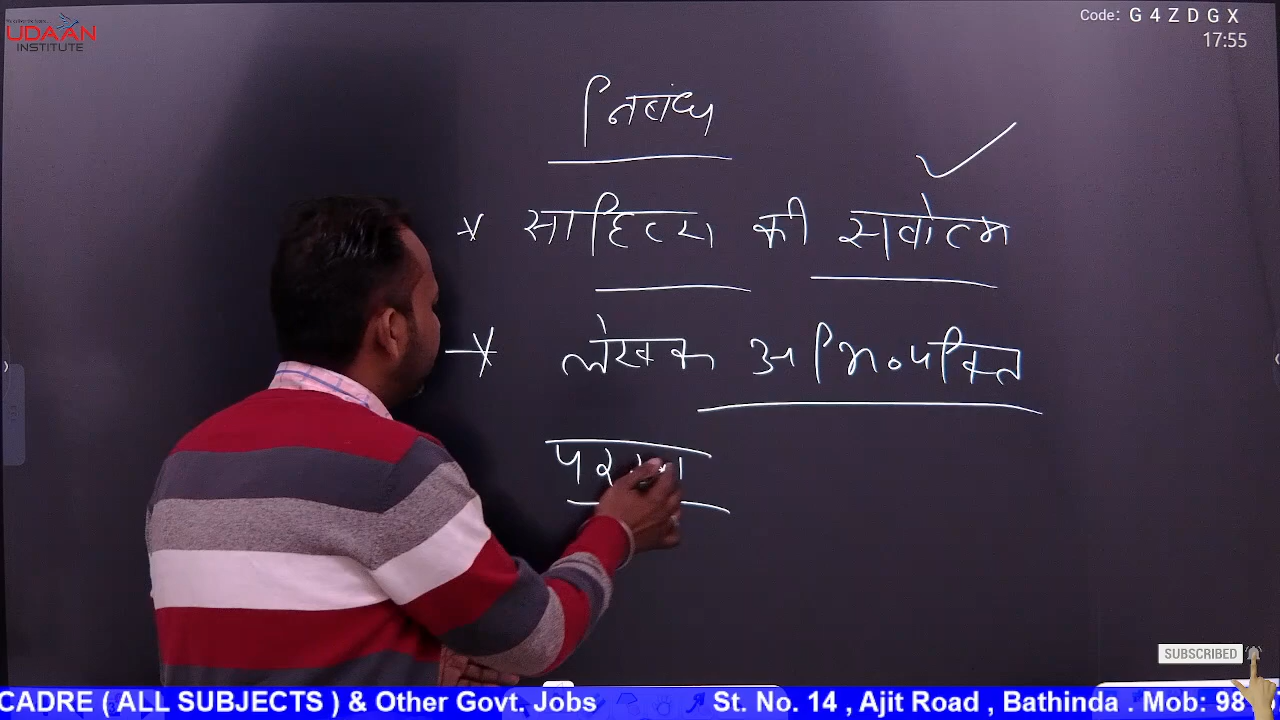 UDAAN
INSTITUTE
Code: G 4 Z D G X
17:55
निबंध
* साहित्य की सर्वोत्तम
* लेखक अभिव्यक्ति
SUBSCRIBED
CADRE ( ALL SUBJECTS ) & Other Govt. Jobs St. No. 14 , Ajit Road , Bathinda . Mob: